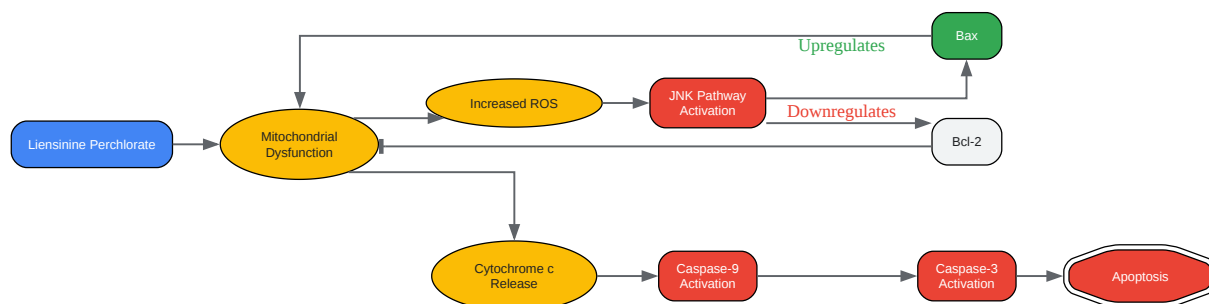 Bax
Upregulates
Increased ROS
JNK Pathway
Activation
Downregulates
Liensinine Perchlorate
Mitochondrial
Dysfunction
Bcl-2
Cytochrome c
Release
Caspase-9
Activation
Caspase-3
Activation
Apoptosis